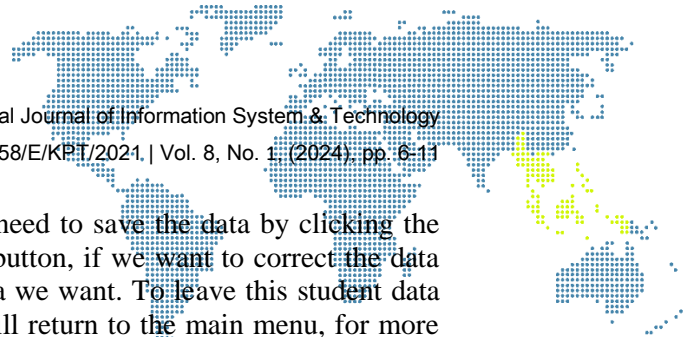 al Journal of Information System & Technology
58/E/KPT/2021 | Vol. 8, No. 1, (2024), pp. 6-11
need to save the data by clicking the
button, if we want to correct the data
a we want. To leave this student data
ill return to the main menu, for more